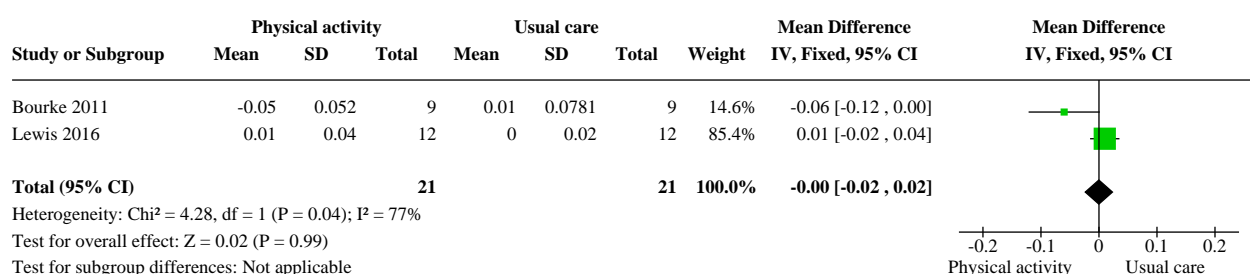 Physical activity Usual care Mean Difference Mean Difference
Study or Subgroup Mean SD Total Mean SD Total Weight IV, Fixed, 95% CI IV, Fixed, 95% CI
Bourke 2011 -0.05 0.052 9 0.01 0.0781 9 14.6% -0.06 [-0.12 , 0.00]
Lewis 2016 0.01 0.04 12 0 0.02 12 85.4% 0.01 [-0.02 , 0.04]
Total (95% CI) 21 21 100.0% -0.00 [-0.02 , 0.02]
Heterogeneity: Chi² = 4.28, df = 1 (P = 0.04); I² = 77%
Test for overall effect: Z = 0.02 (P = 0.99)
Test for subgroup differences: Not applicable
-0.2 -0.1 0 0.1 0.2
Physical activity Usual care